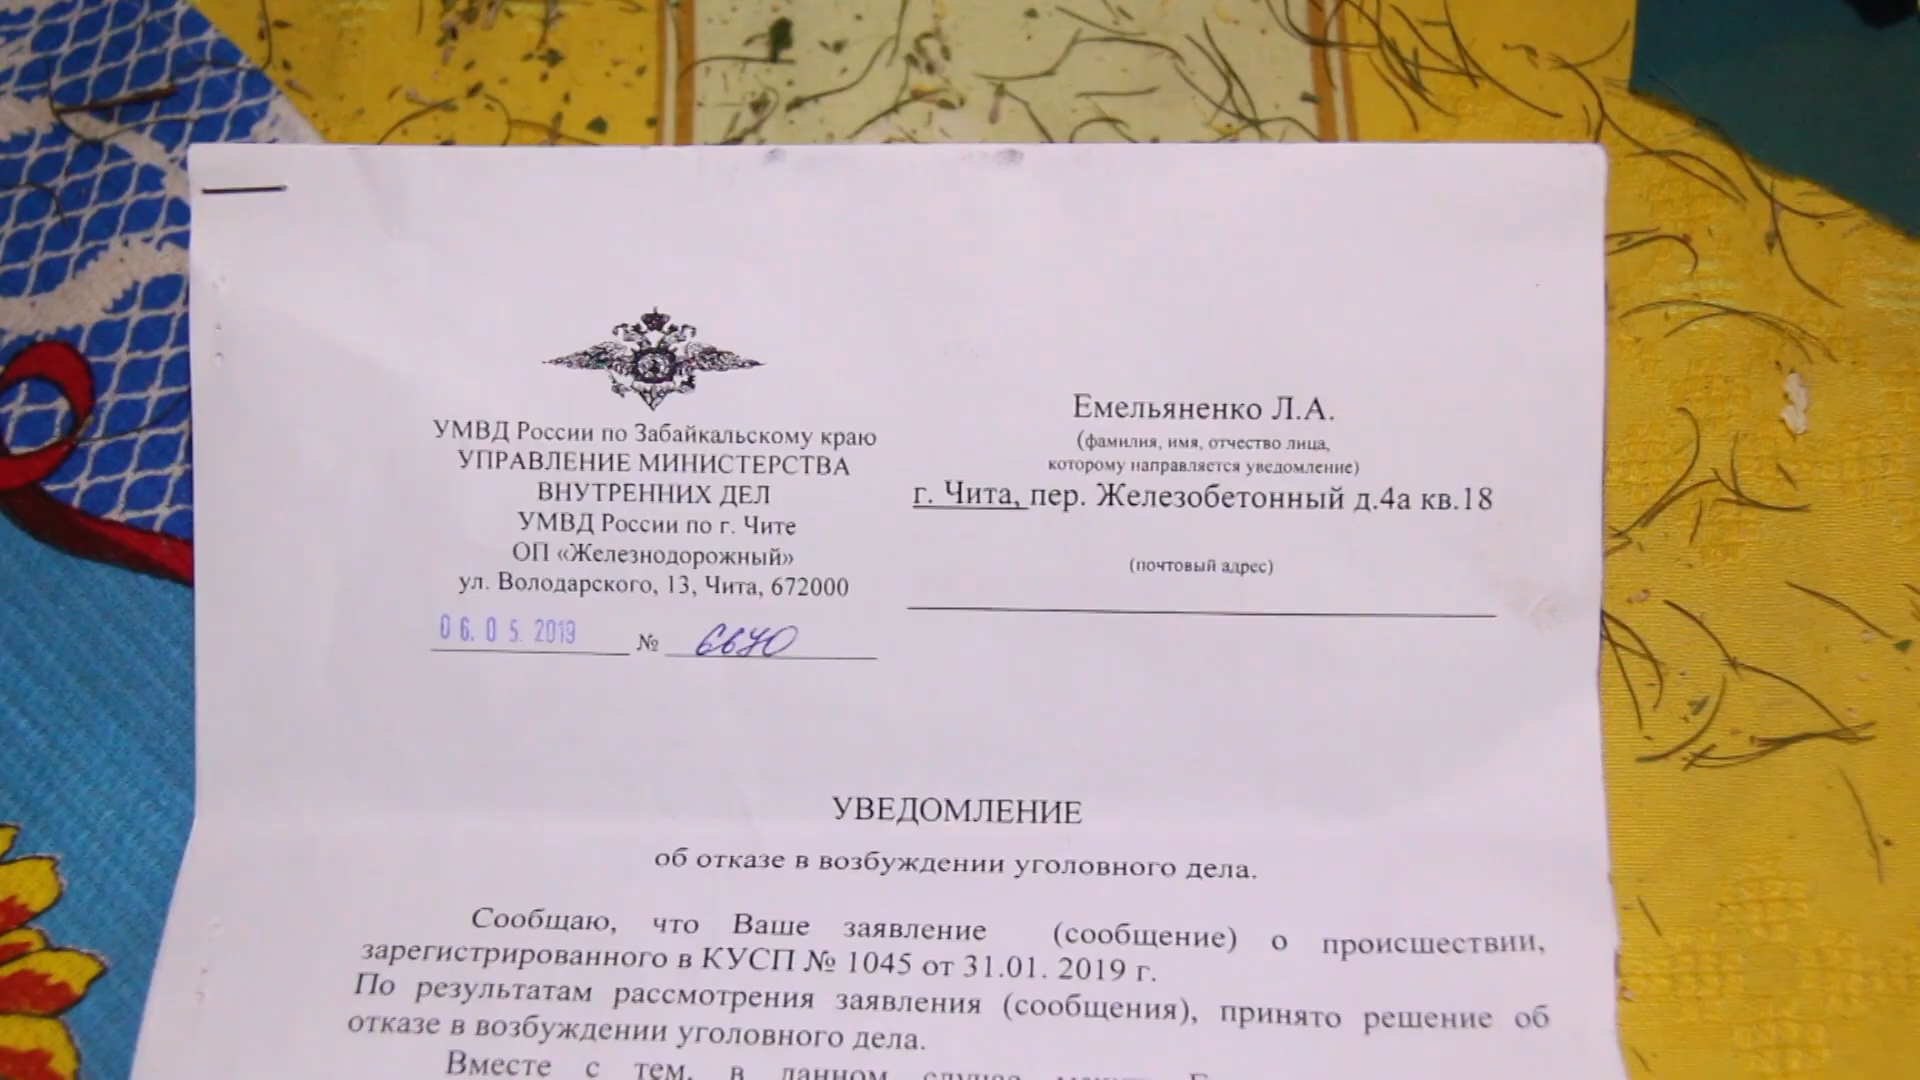 УМВД России по Забайкальскому краю
УПРАВЛЕНИЕ МИНИСТЕРСТВА
ВНУТРЕННИХ ДЕЛ
УМВД России по г. Чите
ОП «Железнодорожный»
ул. Володарского, 13, Чита, 672000
06.05.2019 №
Емельяненко Л.А.
(фамилия, имя, отчество лица,
которому направляется уведомление)
г. Чита, пер. Железобетонный д.4а кв.18
(почтовый адрес)
УВЕДОМЛЕНИЕ
об отказе в возбуждении уголовного дела.
Сообщаю, что Ваше заявление (сообщение) о происшествии,
зарегистрированного в КУСП № 1045 от 31.01. 2019 г.
По результатам рассмотрения заявления (сообщения), принято решение об
отказе в возбуждении уголовного дела.
Вместе с тем, в данном случае